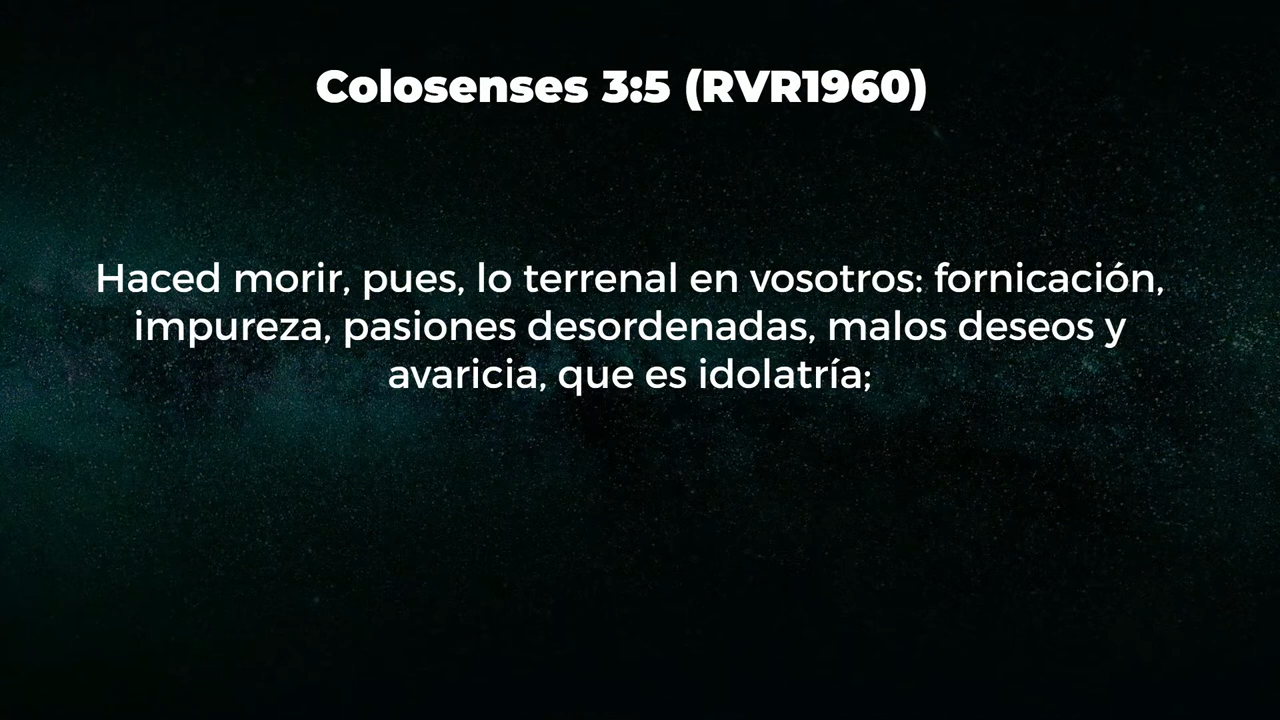 Colosenses 3:5 (RVR1960)
Haced morir, pues, lo terrenal en vosotros: fornicación,
impureza, pasiones desordenadas, malos deseos y
avaricia, que es idolatría;